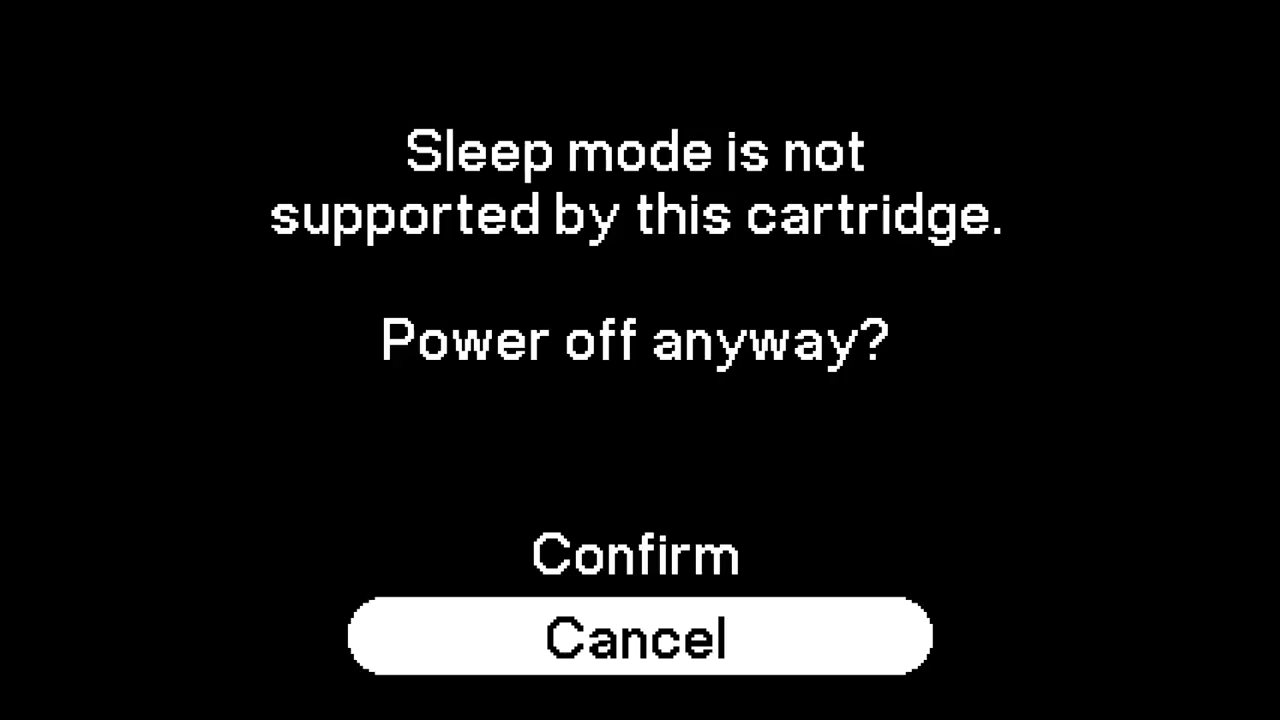 Sleep mode is not
supported by this cartridge.
Power off anyway?
Confirm
Cancel